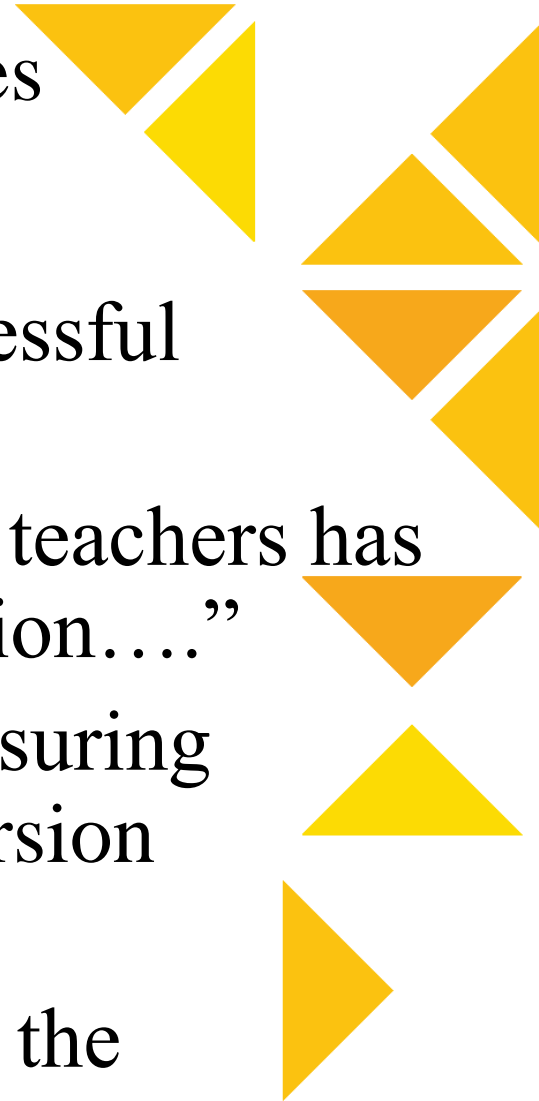 es
essful
teachers has
ion….”
suring
rsion
the